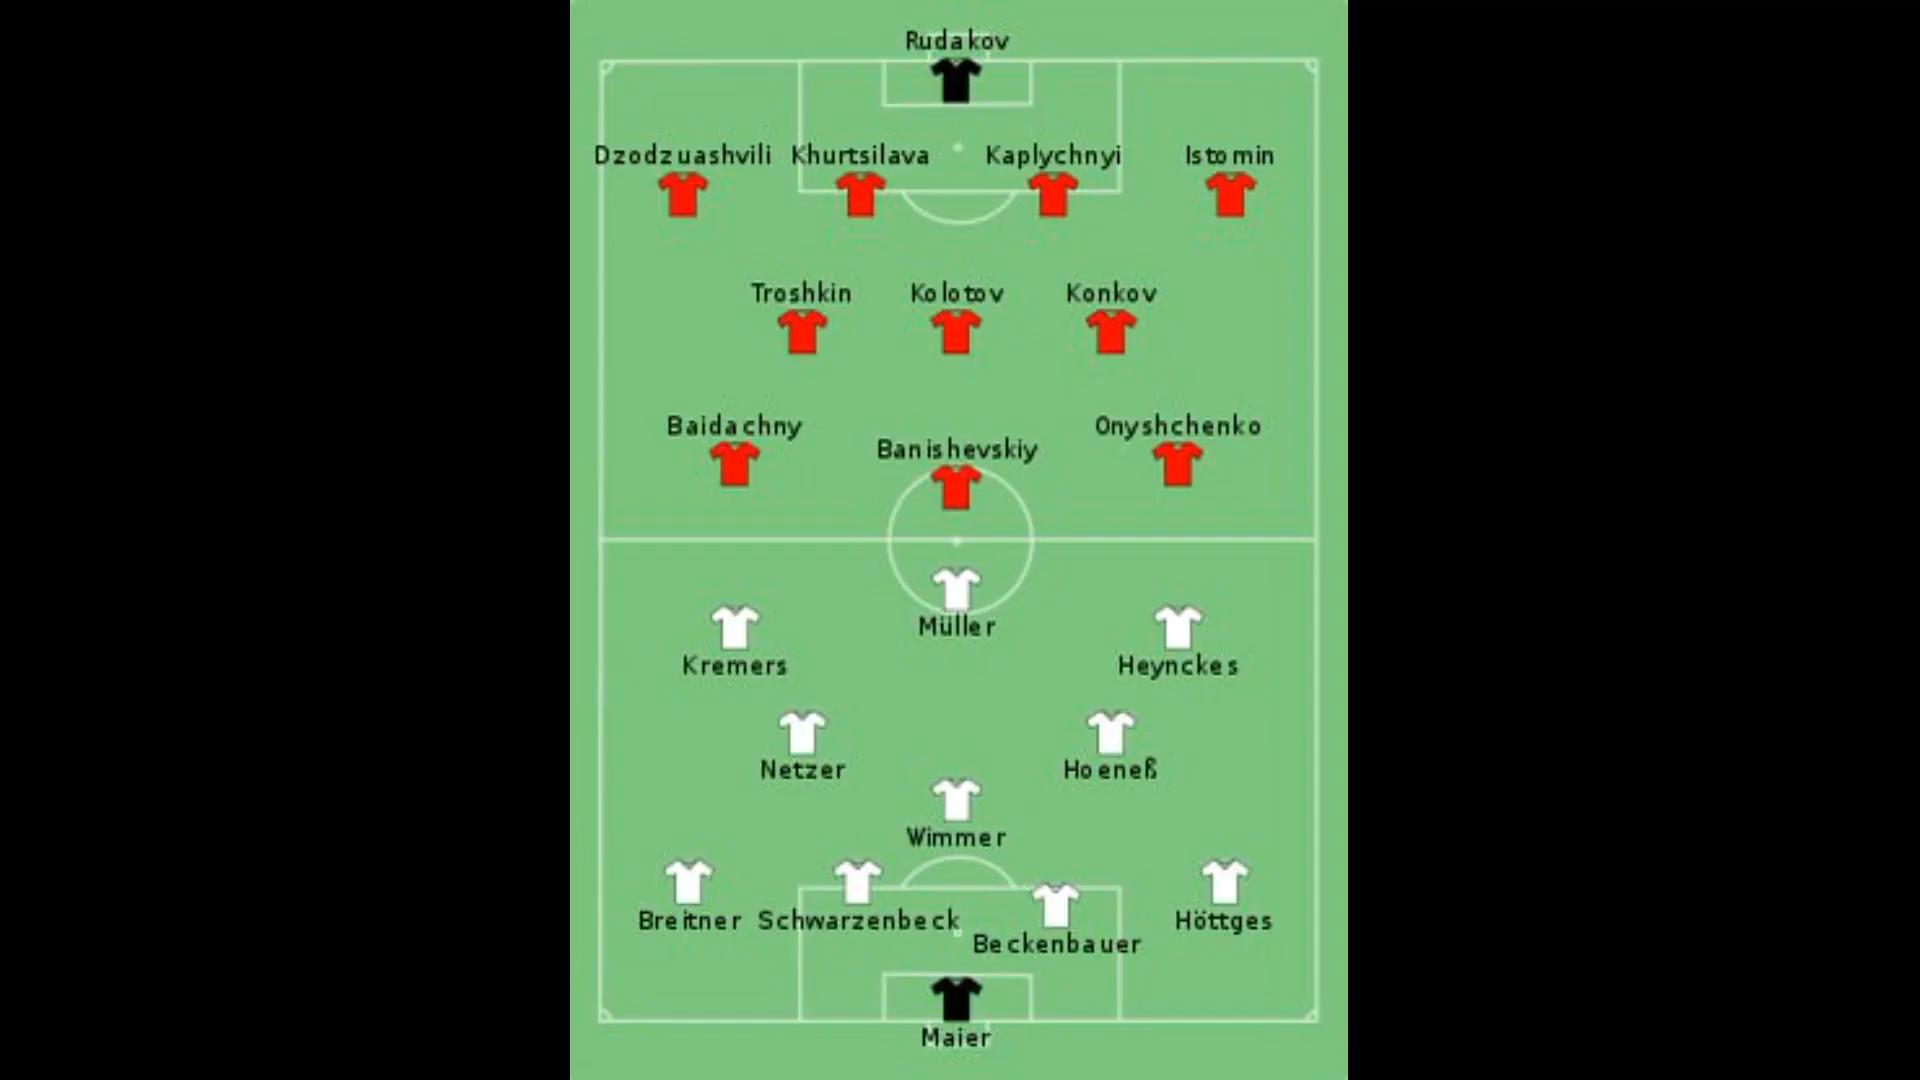 Rudakov
Dzodzuashvili Khurtsilava Kaplychnyi Istomin
Troshkin Kolotov Konkov
Baidachny Onyshchenko
Banishevskiy
Müller
Kremers Heynckes
Netzer Hoeneß
Wimmer
Breitner Schwarzenbeck Höttges
Beckenbauer
Maier